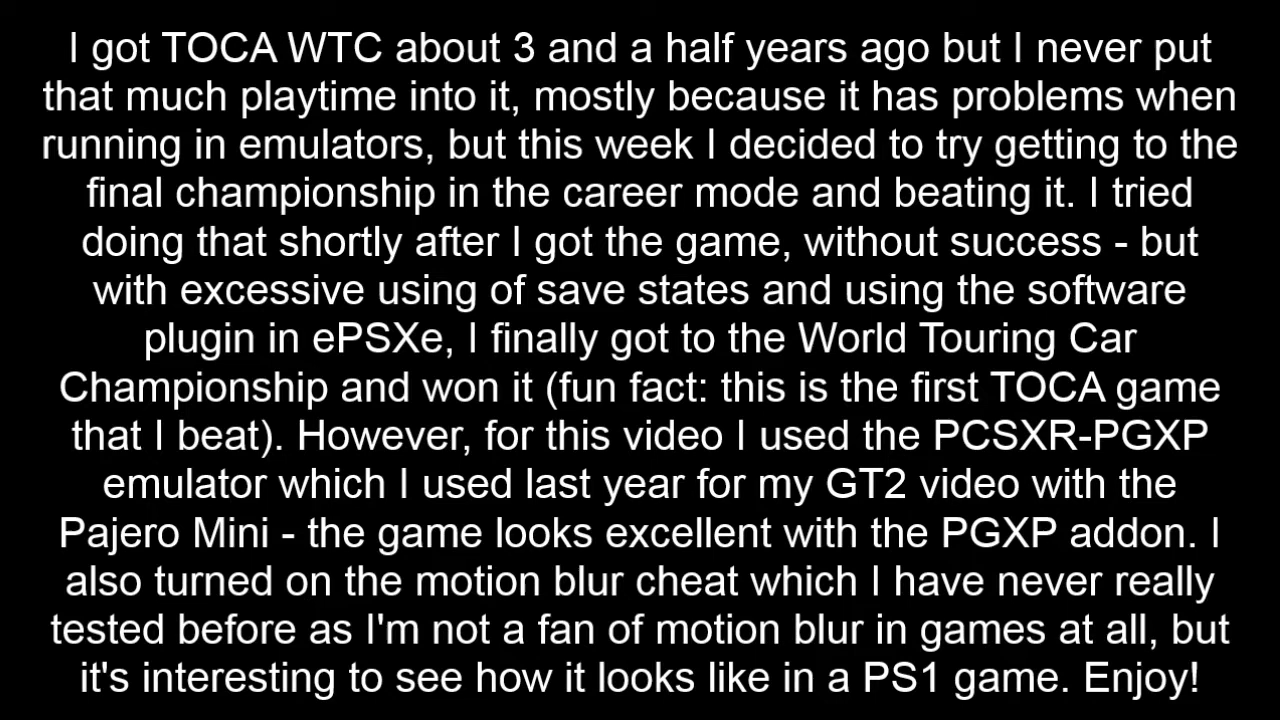 I got TOCA WTC about 3 and a half years ago but I never put
that much playtime into it, mostly because it has problems when
running in emulators, but this week I decided to try getting to the
final championship in the career mode and beating it. I tried
doing that shortly after I got the game, without success - but
with excessive using of save states and using the software
plugin in ePSXe, I finally got to the World Touring Car
Championship and won it (fun fact: this is the first TOCA game
that I beat). However, for this video I used the PCSXR-PGXP
emulator which I used last year for my GT2 video with the
Pajero Mini - the game looks excellent with the PGXP addon. I
also turned on the motion blur cheat which I have never really
tested before as I'm not a fan of motion blur in games at all, but
it's interesting to see how it looks like in a PS1 game. Enjoy!